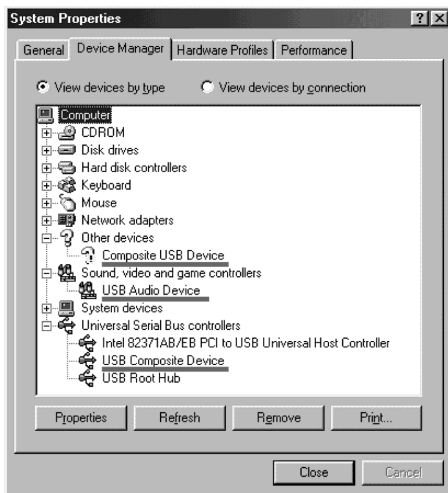 System Properties
General Device Manager Hardware Profiles Performance
View devices by type View devices by connection
Computer
CDROM
Disk drives
Hard disk controllers
Keyboard
Mouse
Network adapters
Other devices
Composite USB Device
Sound, video and game controllers
USB Audio Device
System devices
Universal Serial Bus controllers
Intel 82371AB/EB PCI to USB Universal Host Controller
USB Composite Device
USB Root Hub
Properties Refresh Remove Print...
Close Cancel